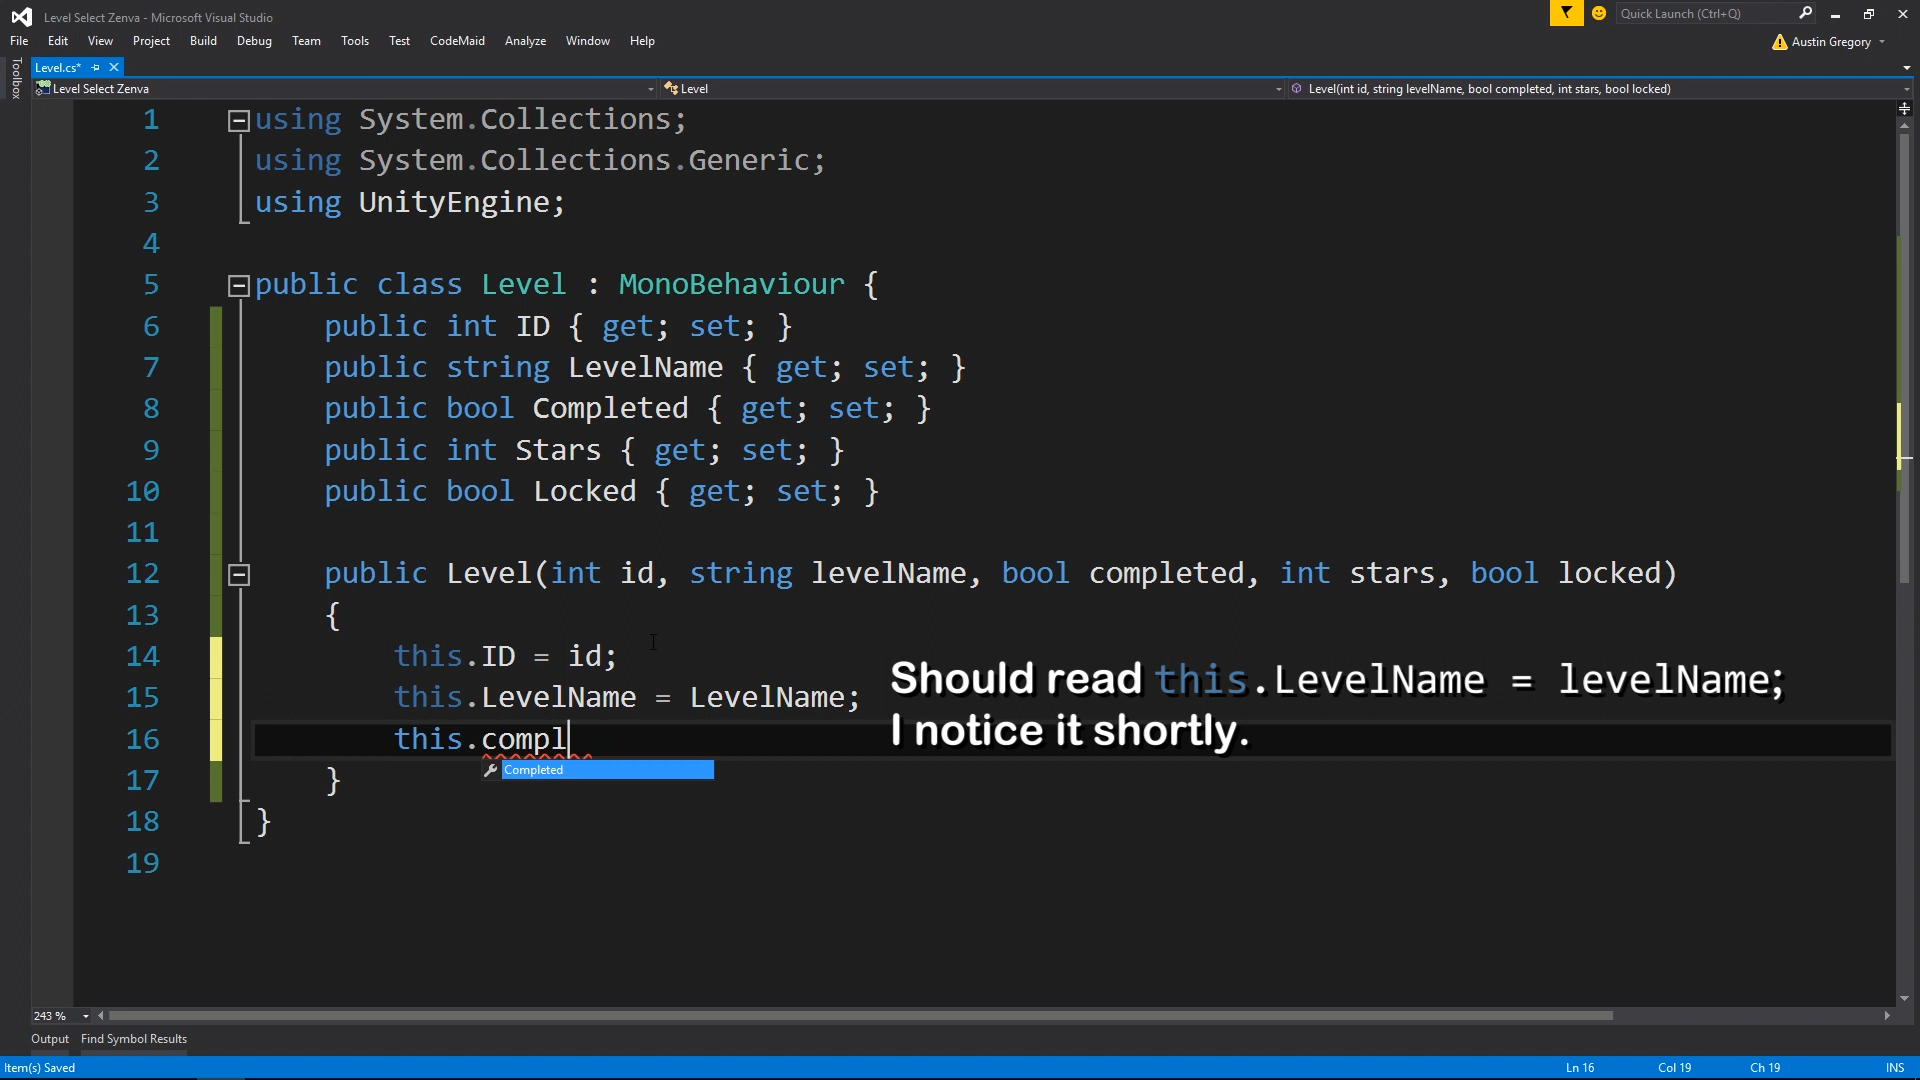 Level Select Zenva - Microsoft Visual Studio
Quick Launch (Ctrl+Q)
File Edit View Project Build Debug Team Tools Test CodeMaid Analyze Window Help
Austin Gregory
Toolbox
Level.cs*
Level Select Zenva
Level
Level(int id, string levelName, bool completed, int stars, bool locked)
1 using System.Collections;
2 using System.Collections.Generic;
3 using UnityEngine;
4
5 public class Level : MonoBehaviour {
6 public int ID { get; set; }
7 public string LevelName { get; set; }
8 public bool Completed { get; set; }
9 public int Stars { get; set; }
10 public bool Locked { get; set; }
11
12 public Level(int id, string levelName, bool completed, int stars, bool locked)
13 {
14 this.ID = id;
15 this.LevelName = LevelName;
16 this.compl
Completed
17 }
18 }
19
Should read this.LevelName = levelName;
I notice it shortly.
243 %
Output Find Symbol Results
Item(s) Saved
Ln 16 Col 19 Ch 19 INS